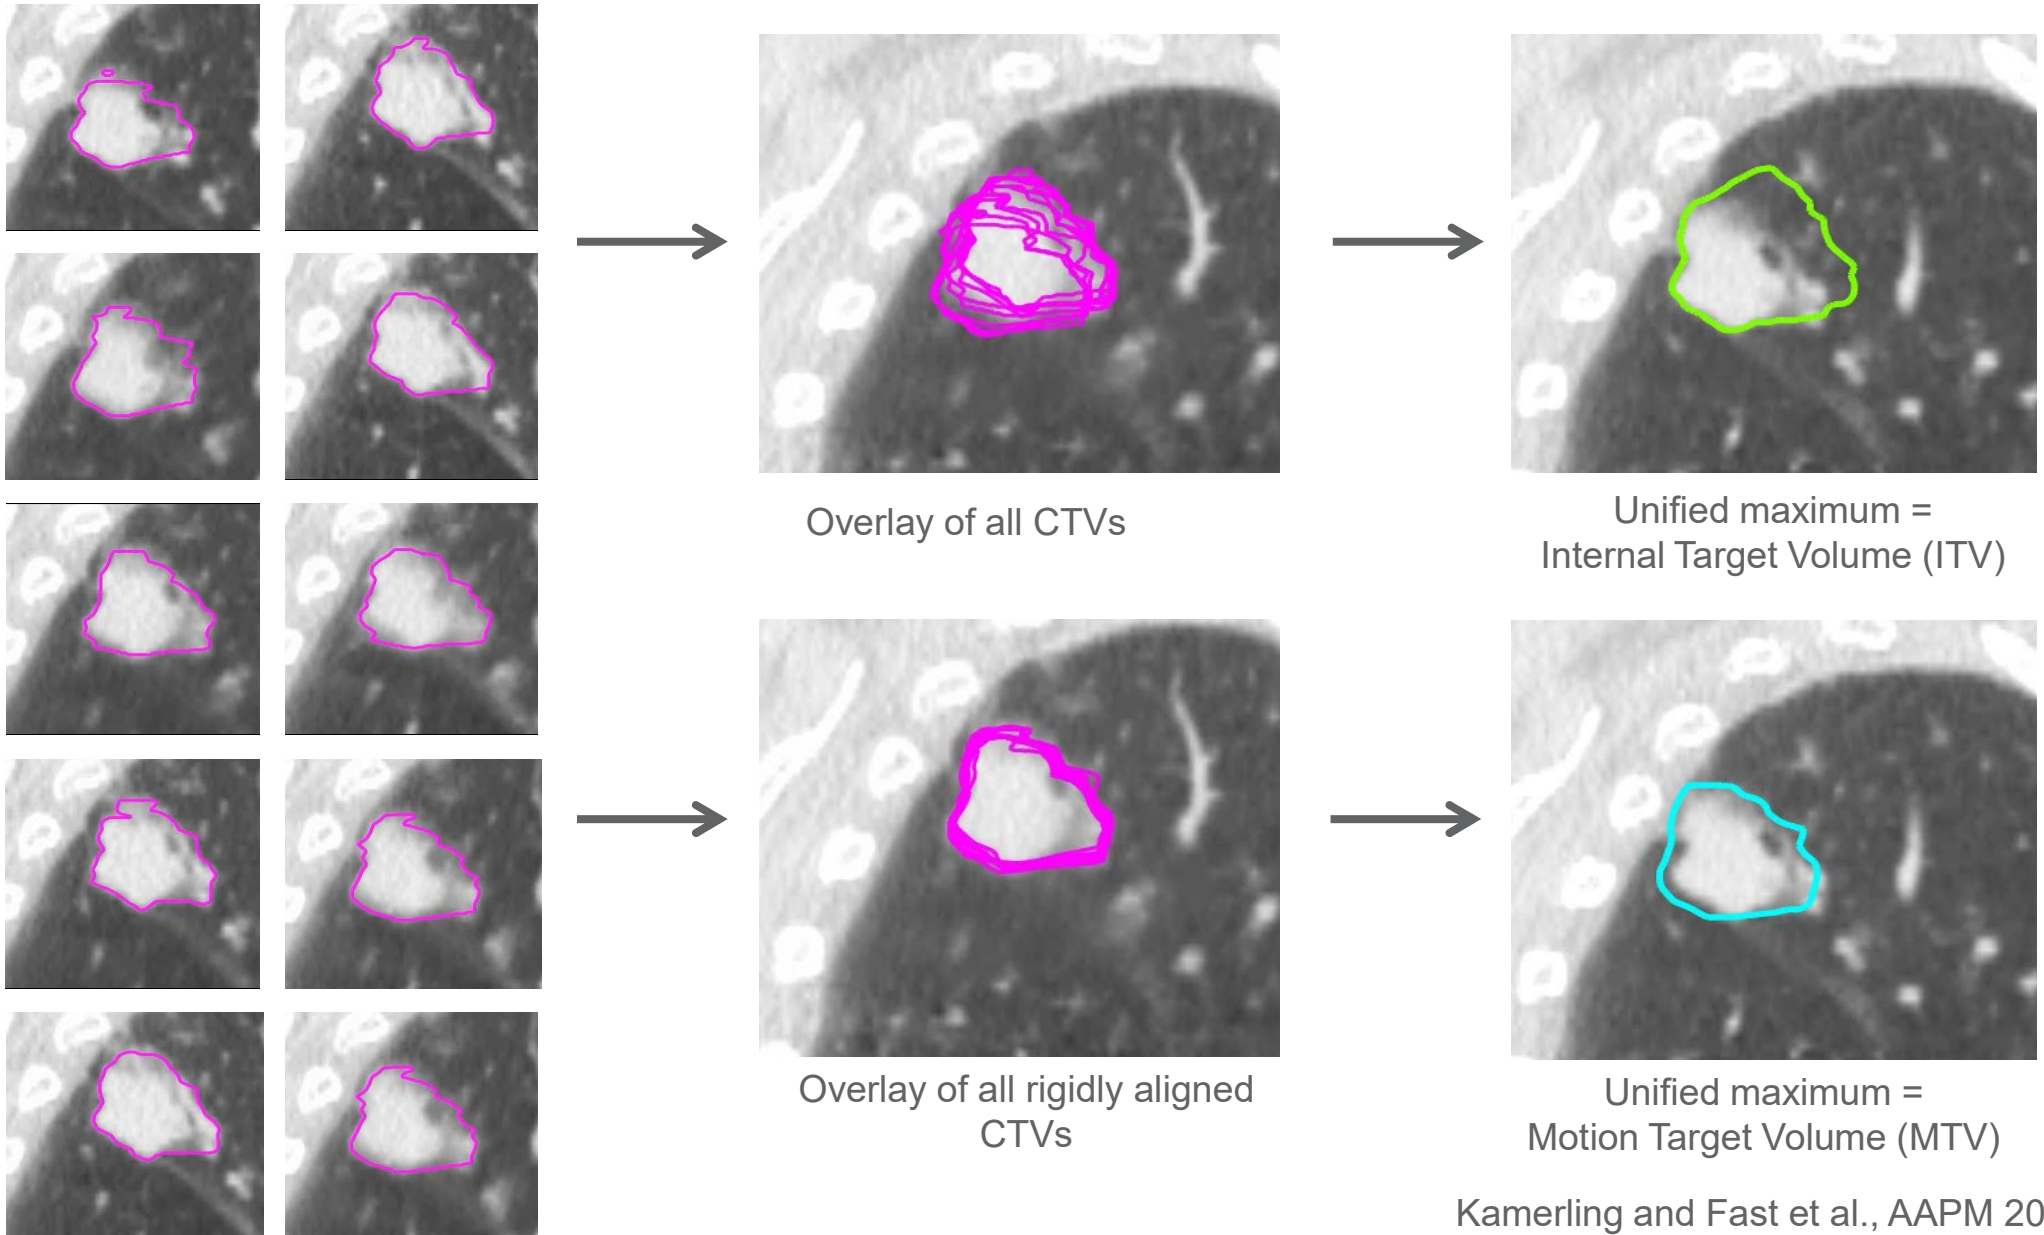 Overlay of all CTVs
Unified maximum =
Internal Target Volume (ITV)
Overlay of all rigidly aligned
CTVs
Unified maximum =
Motion Target Volume (MTV)
Kamerling and Fast et al., AAPM 20